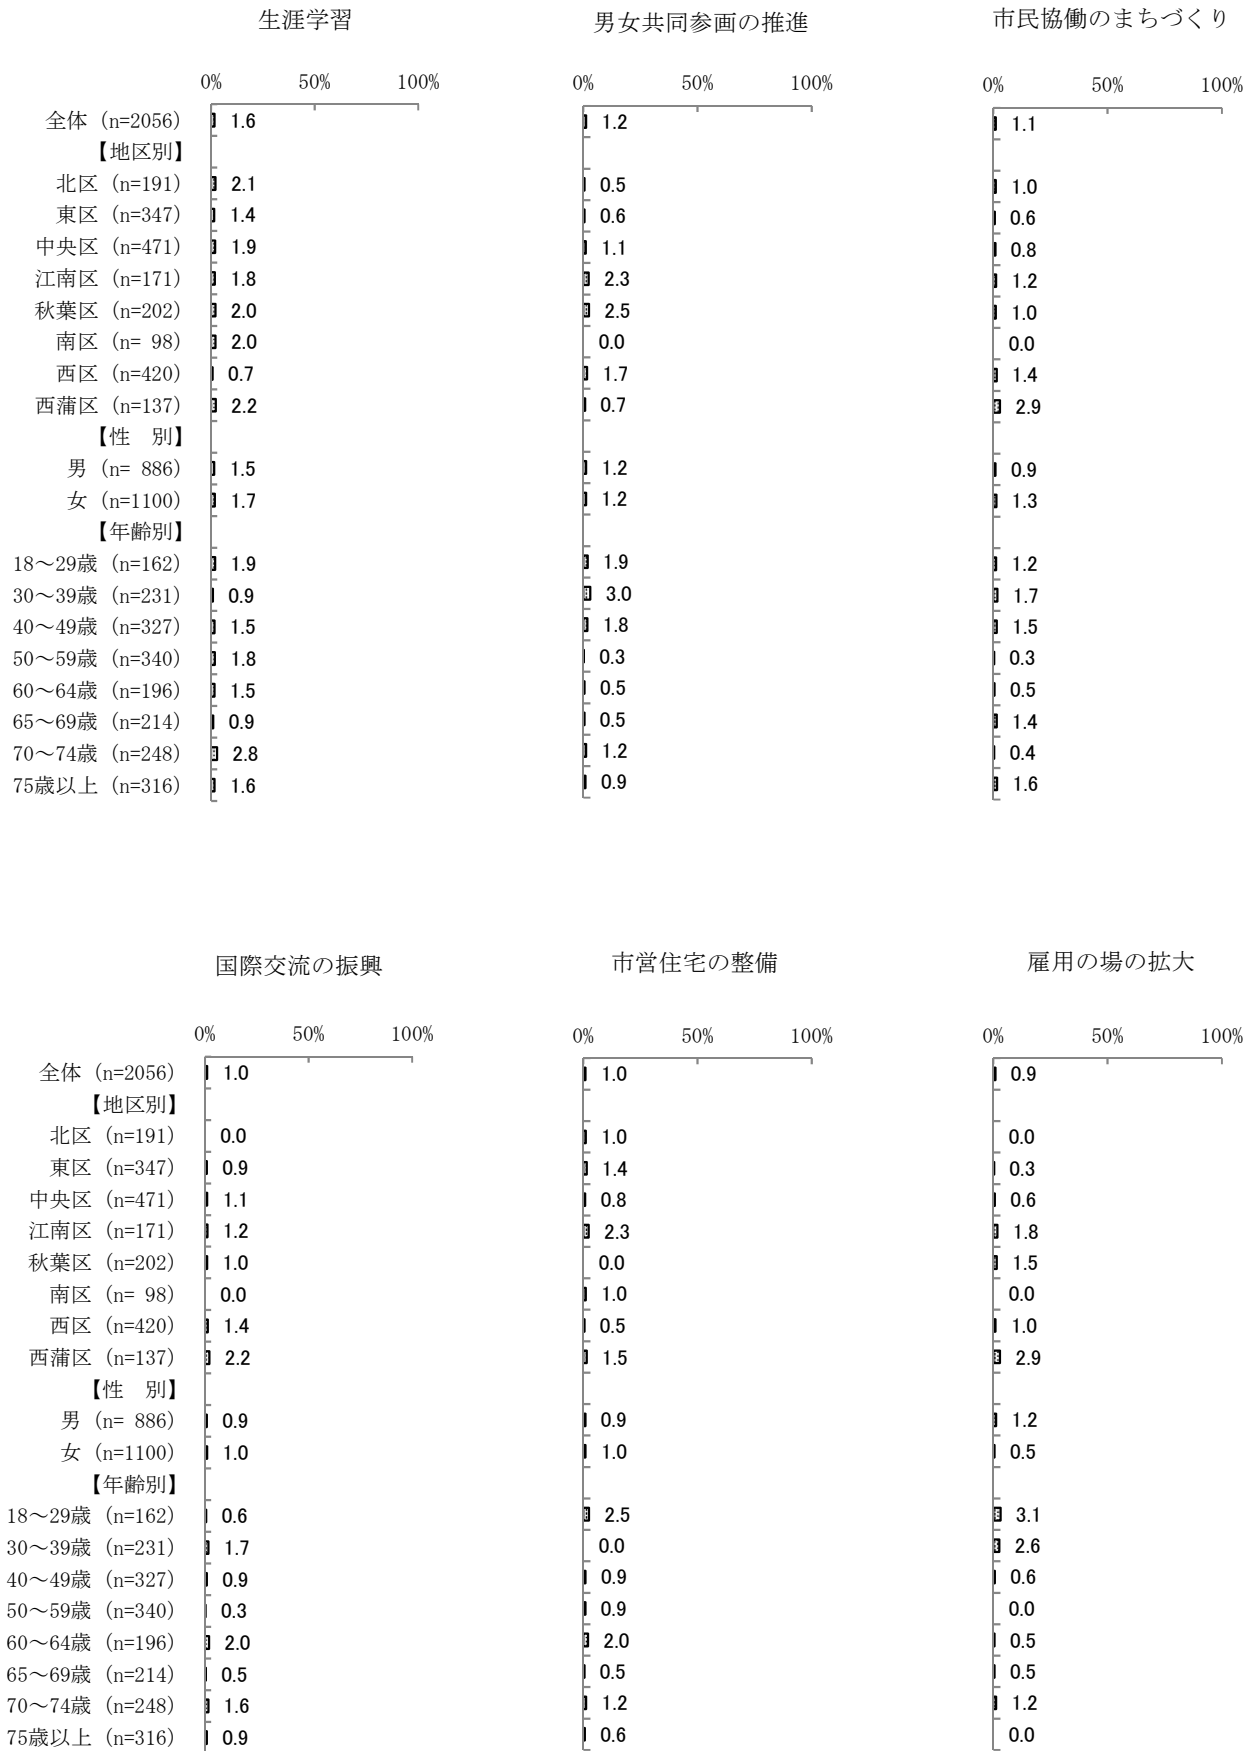 生涯学習
0% 50% 100%
全体 (n=2056) 1.6
【地区別】
北区 (n=191) 2.1
東区 (n=347) 1.4
中央区 (n=471) 1.9
江南区 (n=171) 1.8
秋葉区 (n=202) 2.0
南区 (n= 98) 2.0
西区 (n=420) 0.7
西蒲区 (n=137) 2.2
【性　別】
男 (n= 886) 1.5
女 (n=1100) 1.7
【年齢別】
18～29歳 (n=162) 1.9
30～39歳 (n=231) 0.9
40～49歳 (n=327) 1.5
50～59歳 (n=340) 1.8
60～64歳 (n=196) 1.5
65～69歳 (n=214) 0.9
70～74歳 (n=248) 2.8
75歳以上 (n=316) 1.6
男女共同参画の推進
0% 50% 100%
1.2
0.5
0.6
1.1
2.3
2.5
0.0
1.7
0.7
1.2
1.2
1.9
3.0
1.8
0.3
0.5
0.5
1.2
0.9
市民協働のまちづくり
0% 50% 100%
1.1
1.0
0.6
0.8
1.2
1.0
0.0
1.4
2.9
0.9
1.3
1.2
1.7
1.5
0.3
0.5
1.4
0.4
1.6
国際交流の振興
0% 50% 100%
全体 (n=2056) 1.0
【地区別】
北区 (n=191) 0.0
東区 (n=347) 0.9
中央区 (n=471) 1.1
江南区 (n=171) 1.2
秋葉区 (n=202) 1.0
南区 (n= 98) 0.0
西区 (n=420) 1.4
西蒲区 (n=137) 2.2
【性　別】
男 (n= 886) 0.9
女 (n=1100) 1.0
【年齢別】
18～29歳 (n=162) 0.6
30～39歳 (n=231) 1.7
40～49歳 (n=327) 0.9
50～59歳 (n=340) 0.3
60～64歳 (n=196) 2.0
65～69歳 (n=214) 0.5
70～74歳 (n=248) 1.6
75歳以上 (n=316) 0.9
市営住宅の整備
0% 50% 100%
1.0
1.0
1.4
0.8
2.3
0.0
1.0
0.5
1.5
0.9
1.0
2.5
0.0
0.9
0.9
2.0
0.5
1.2
0.6
雇用の場の拡大
0% 50% 100%
0.9
0.0
0.3
0.6
1.8
1.5
0.0
1.0
2.9
1.2
0.5
3.1
2.6
0.6
0.0
0.5
0.5
1.2
0.0